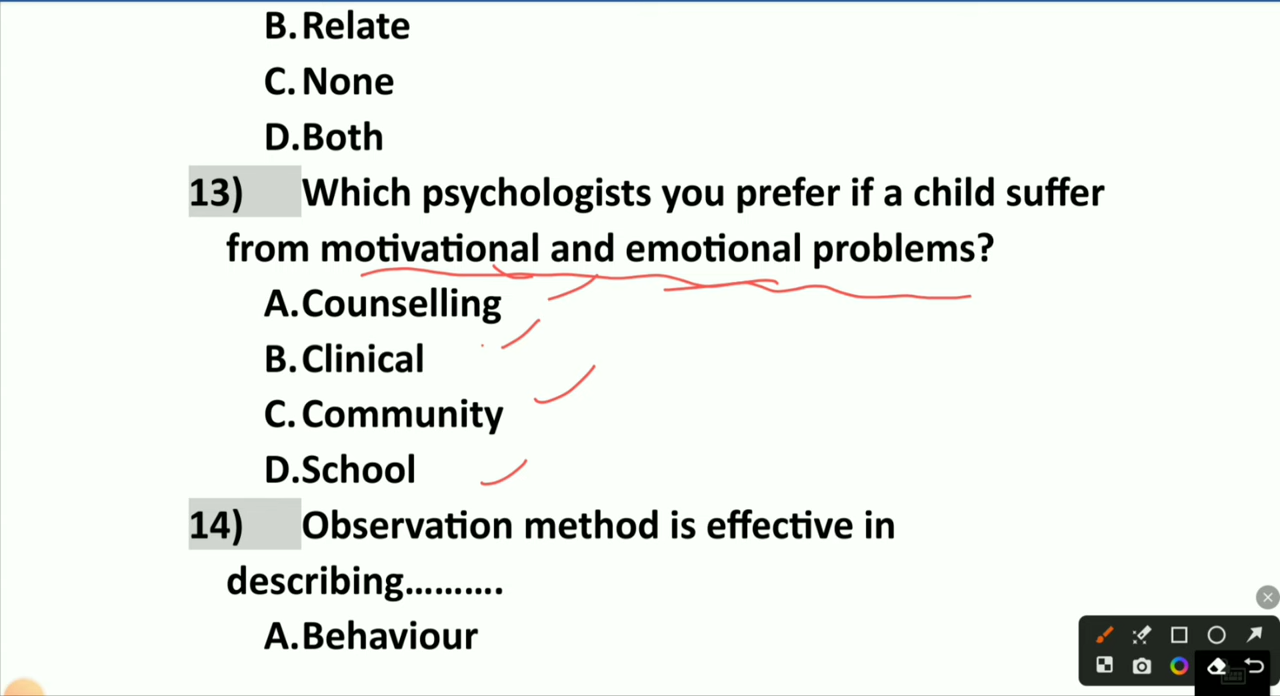 B. Relate
C. None
D. Both
13) Which psychologists you prefer if a child suffer
from motivational and emotional problems?
A. Counselling
B. Clinical
C. Community
D. School
14) Observation method is effective in
describing..........
A. Behaviour